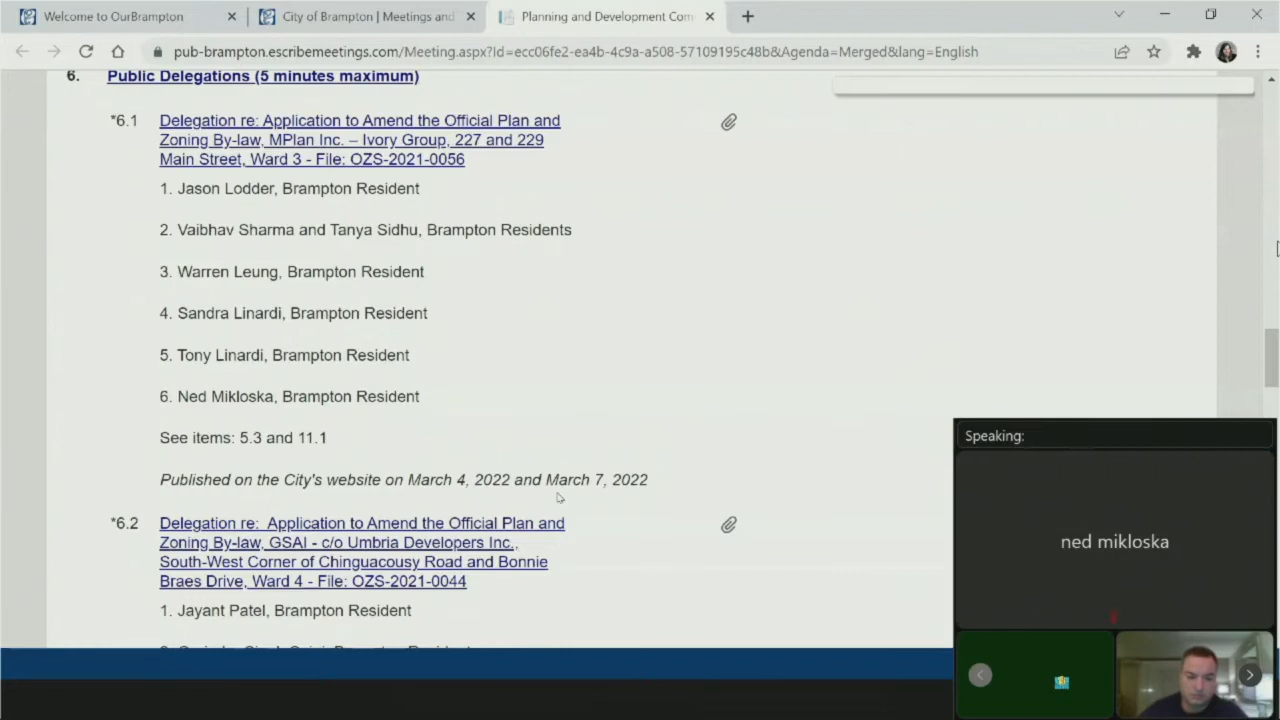 Welcome to OurBrampton
City of Brampton | Meetings and
Planning and Development Com
pub-brampton.escribemeetings.com/Meeting.aspx?Id=ecc06fe2-ea4b-4c9a-a508-57109195c48b&Agenda=Merged&lang=English
6. Public Delegations (5 minutes maximum)
*6.1 Delegation re: Application to Amend the Official Plan and
Zoning By-law, MPlan Inc. – Ivory Group, 227 and 229
Main Street, Ward 3 - File: OZS-2021-0056
1. Jason Lodder, Brampton Resident
2. Vaibhav Sharma and Tanya Sidhu, Brampton Residents
3. Warren Leung, Brampton Resident
4. Sandra Linardi, Brampton Resident
5. Tony Linardi, Brampton Resident
6. Ned Mikloska, Brampton Resident
See items: 5.3 and 11.1
Published on the City's website on March 4, 2022 and March 7, 2022
*6.2 Delegation re: Application to Amend the Official Plan and
Zoning By-law, GSAI - c/o Umbria Developers Inc.,
South-West Corner of Chinguacousy Road and Bonnie
Braes Drive, Ward 4 - File: OZS-2021-0044
1. Jayant Patel, Brampton Resident
Speaking:
ned mikloska